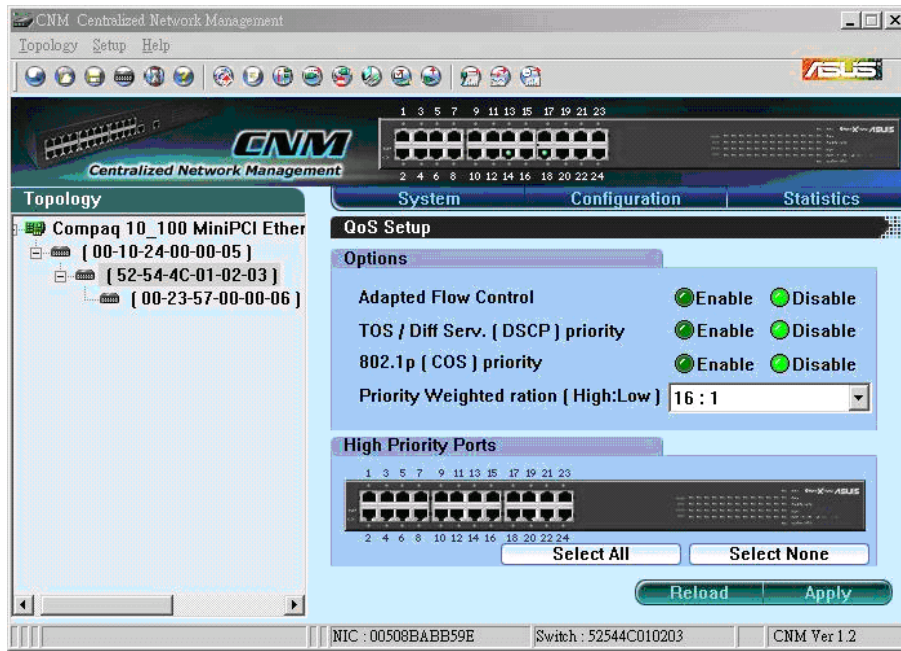 CNM Centralized Network Management
Topology Setup Help
ASUS
CNM
Centralized Network Management
1 3 5 7 9 11 13 15 17 19 21 23
2 4 6 8 10 12 14 16 18 20 22 24
ASUS
Topology
System Configuration Statistics
Compaq 10_100 MiniPCI Ether
( 00-10-24-00-00-05 )
( 52-54-4C-01-02-03 )
( 00-23-57-00-00-06 )
QoS Setup
Options
Adapted Flow Control Enable Disable
TOS / Diff Serv. ( DSCP ) priority Enable Disable
802.1p ( COS ) priority Enable Disable
Priority Weighted ration ( High:Low ) 16 : 1
High Priority Ports
1 3 5 7 9 11 13 15 17 19 21 23
ASUS
2 4 6 8 10 12 14 16 18 20 22 24
Select All Select None
Reload Apply
NIC : 00508BABB59E Switch : 52544C010203 CNM Ver 1.2